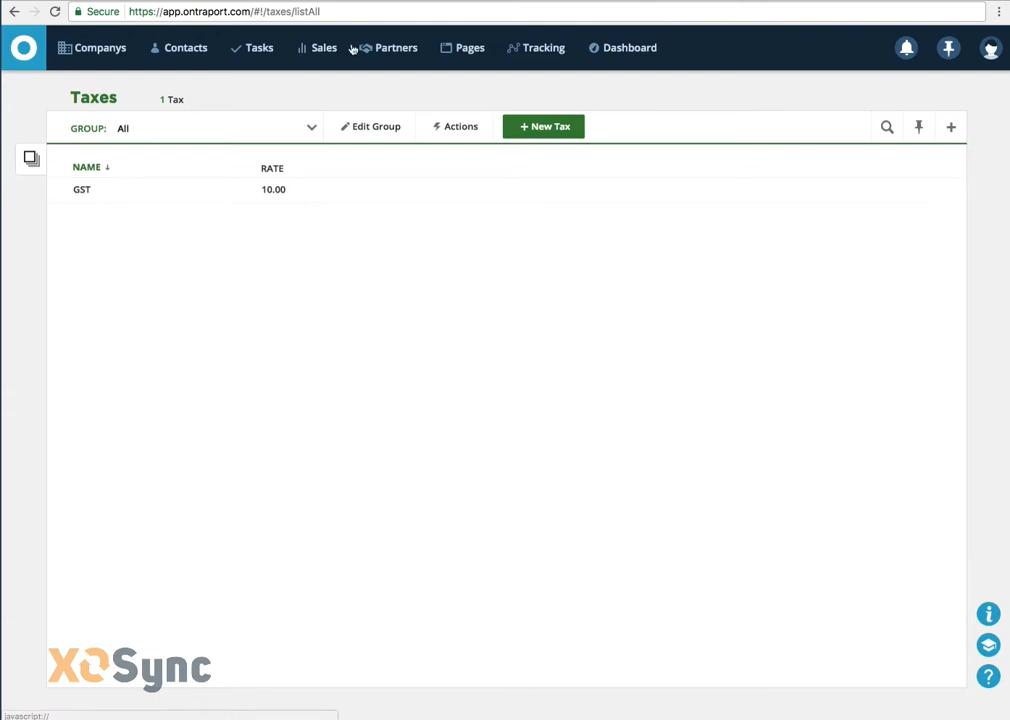 Secure https://app.ontraport.com/#!/taxes/listAll
Companys Contacts Tasks Sales Partners Pages Tracking Dashboard
Taxes 1 Tax
GROUP: All Edit Group Actions + New Tax
NAME ↓ RATE
GST 10.00
XOSync
javascript://